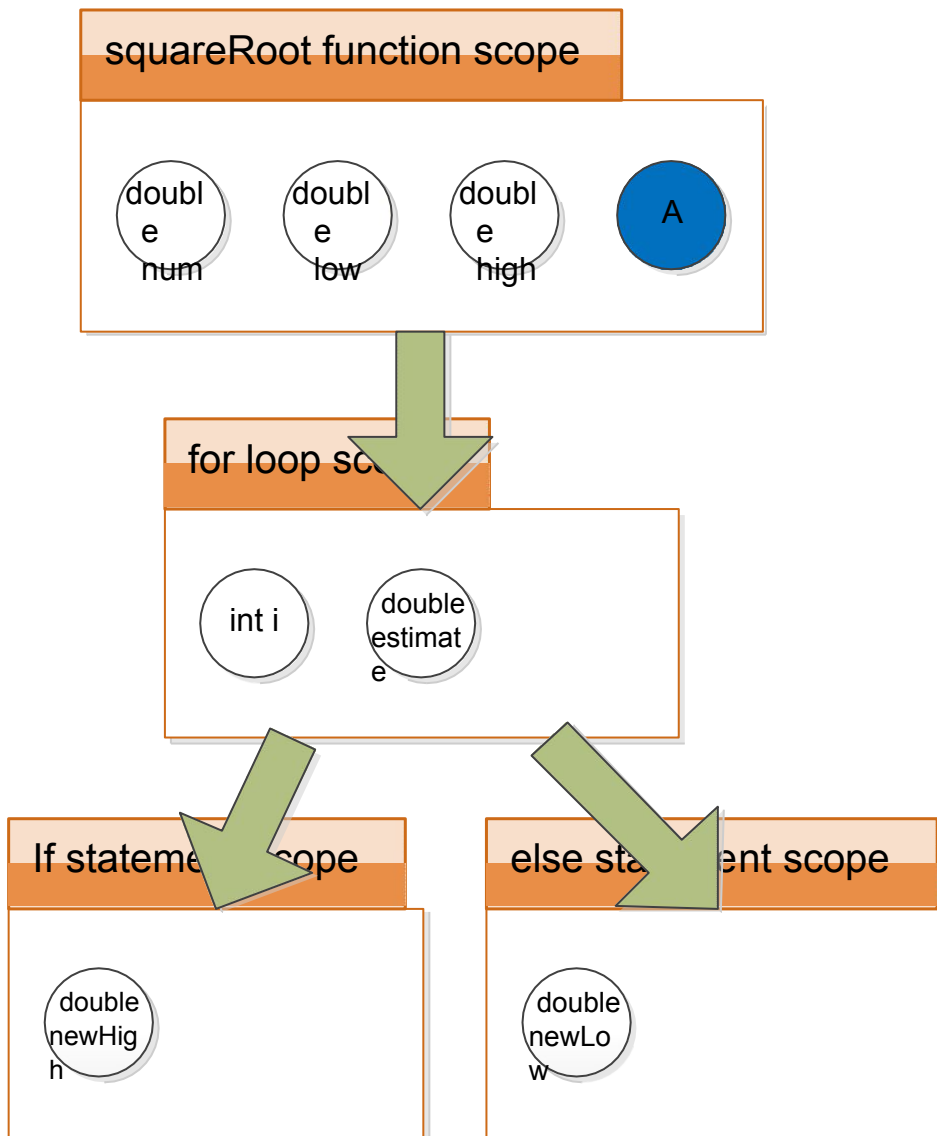 squareRoot function scope
doubl
e
num
doubl
e
low
doubl
e
high
A
for loop sc
int i
double
estimat
e
If stateme cope
else sta ent scope
double
newHig
h
double
newLo
w